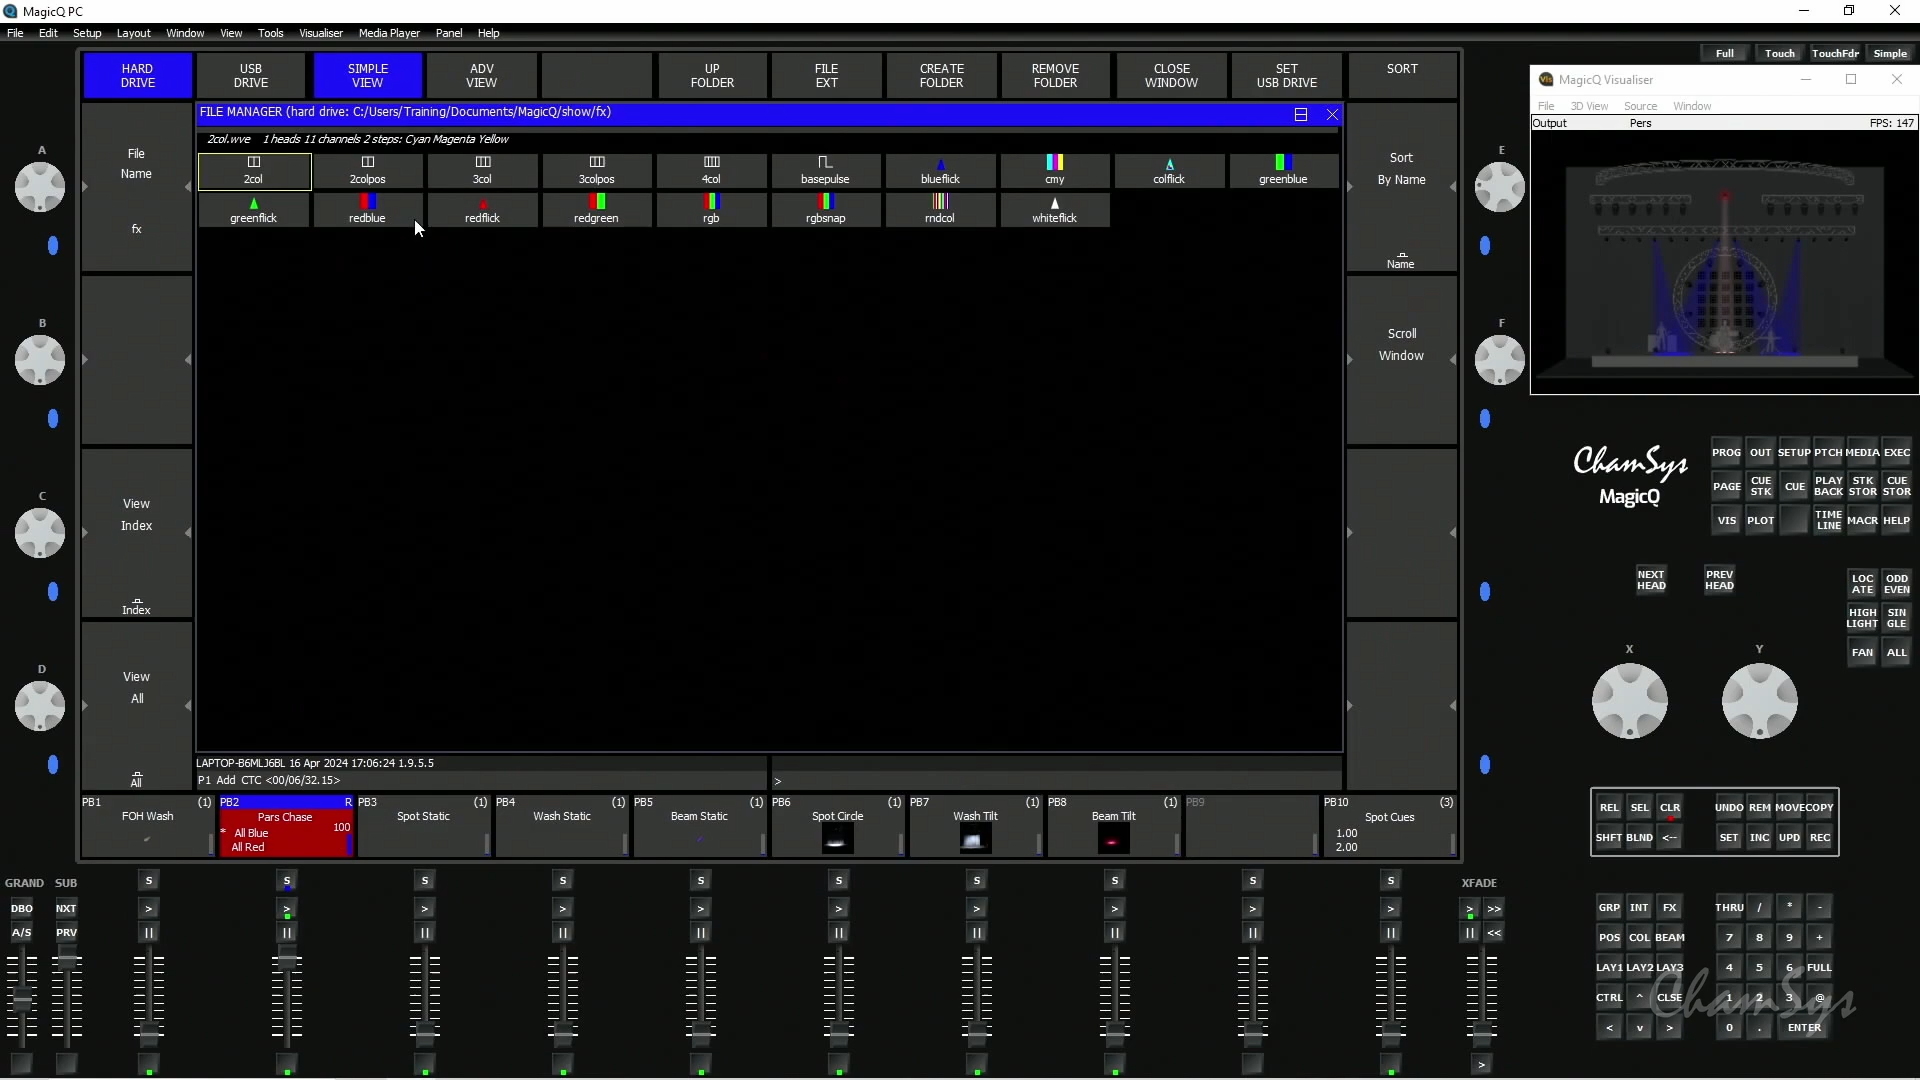 MagicQ PC
File Edit Setup Layout Window View Tools Visualiser Media Player Panel Help
Full Touch TouchFdr Simple
HARD DRIVE
USB DRIVE
SIMPLE VIEW
ADV VIEW
UP FOLDER
FILE EXT
CREATE FOLDER
REMOVE FOLDER
CLOSE WINDOW
SET USB DRIVE
SORT
MagicQ Visualiser
File 3D View Source Window
Output Pers FPS: 147
FILE MANAGER (hard drive: C:/Users/Training/Documents/MagicQ/show/fx)
2col.wve 1 heads 11 channels 2 steps: Cyan Magenta Yellow
2col 2colpos 3col 3colpos 4col basepulse blueflick cmy colflick greenblue
greenflick redblue redflick redgreen rgb rgbsnap rndcol whiteflick
A
File Name
fx
B
C
View Index
Index
D
View All
All
E
Sort By Name
Name
F
Scroll Window
LAPTOP-B6MLJ6BL 16 Apr 2024 17:06:24 1.9.5.5
P1 Add CTC <00/06/32.15>
>
PB1 (1)
FOH Wash
PB2 R
Pars Chase
100
* All Blue
All Red
PB3 (1)
Spot Static
PB4 (1)
Wash Static
PB5 (1)
Beam Static
PB6 (1)
Spot Circle
PB7 (1)
Wash Tilt
PB8 (1)
Beam Tilt
PB9
PB10 (3)
Spot Cues
1.00
2.00
ChamSys
MagicQ
PROG OUT SETUP PTCH MEDIA EXEC
PAGE CUE STK CUE PLAY BACK STK STOR CUE STOR
VIS PLOT TIME LINE MACR HELP
NEXT HEAD PREV HEAD
LOC ATE ODD EVEN
HIGH LIGHT SIN GLE
FAN ALL
X Y
REL SEL CLR UNDO REM MOVE COPY
SHFT BLND <-- SET INC UPD REC
GRAND SUB
XFADE
S S S S S S S S S S
DBO NXT > > > > > > > > > > > >>
A/S PRV || || || || || || || || || || || <<
>
GRP INT FX THRU / * -
POS COL BEAM 7 8 9 +
LAY1 LAY2 LAY3 4 5 6 FULL
CTRL ^ CLSE 1 2 3 @
< v > 0 . ENTER
ChamSys